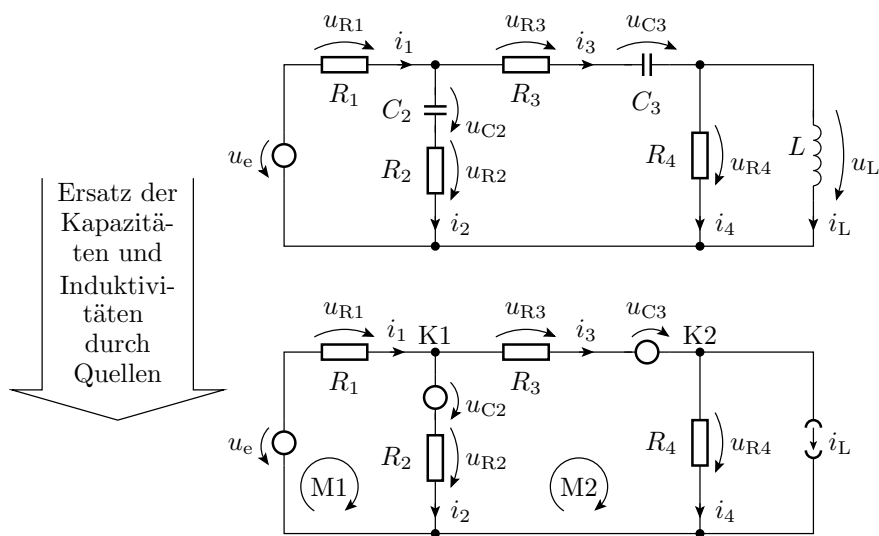 u_R1 i_1 u_R3 i_3 u_C3
R_1 C_2 R_3 C_3
u_C2
u_e R_2 u_R2 R_4 u_R4 L u_L
i_2 i_4 i_L
Ersatz der
Kapazitä-
ten und
Induktivi-
täten
durch
Quellen
u_R1 i_1 K1 u_R3 i_3 u_C3 K2
R_1 u_C2 R_3
u_e R_2 u_R2 R_4 u_R4 i_L
M1 M2
i_2 i_4